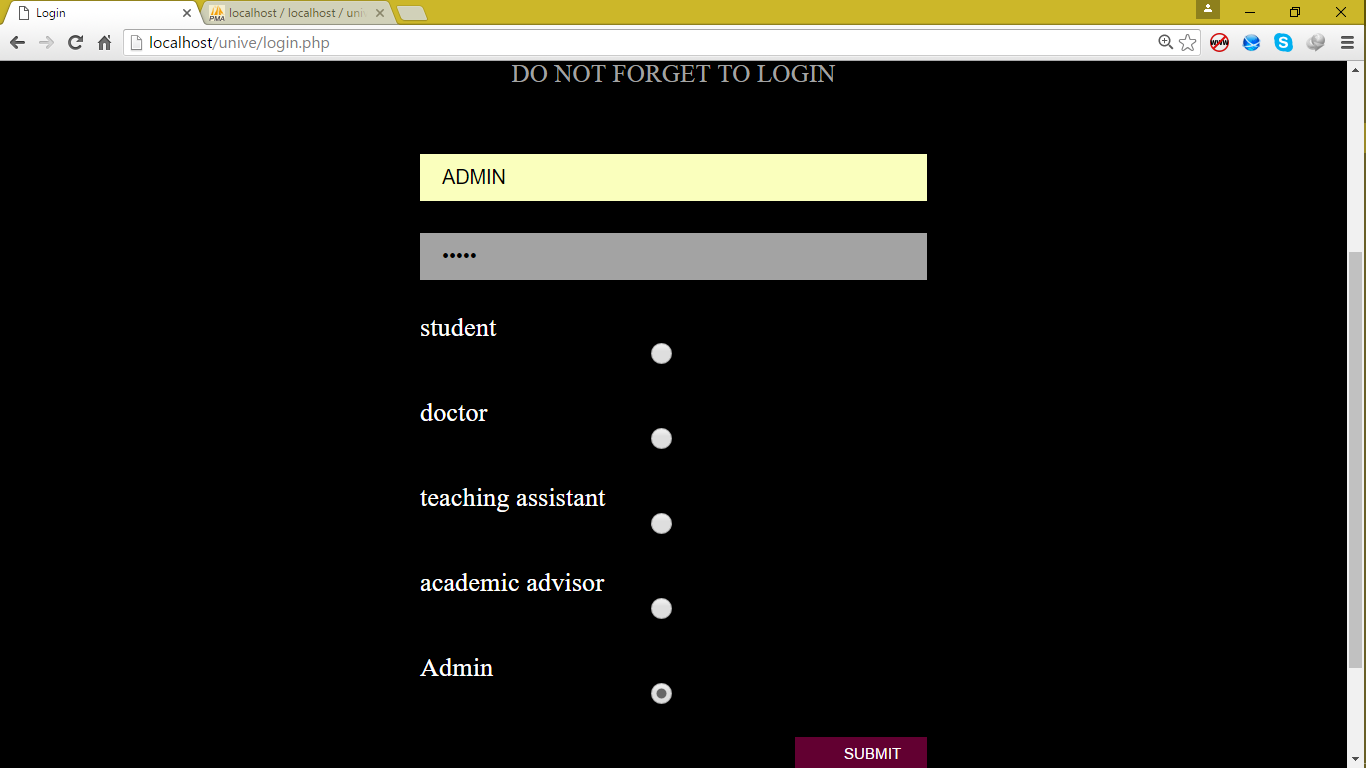 Login
localhost / localhost / univ
localhost/unive/login.php
DO NOT FORGET TO LOGIN
ADMIN
•••••
student
doctor
teaching assistant
academic advisor
Admin
SUBMIT